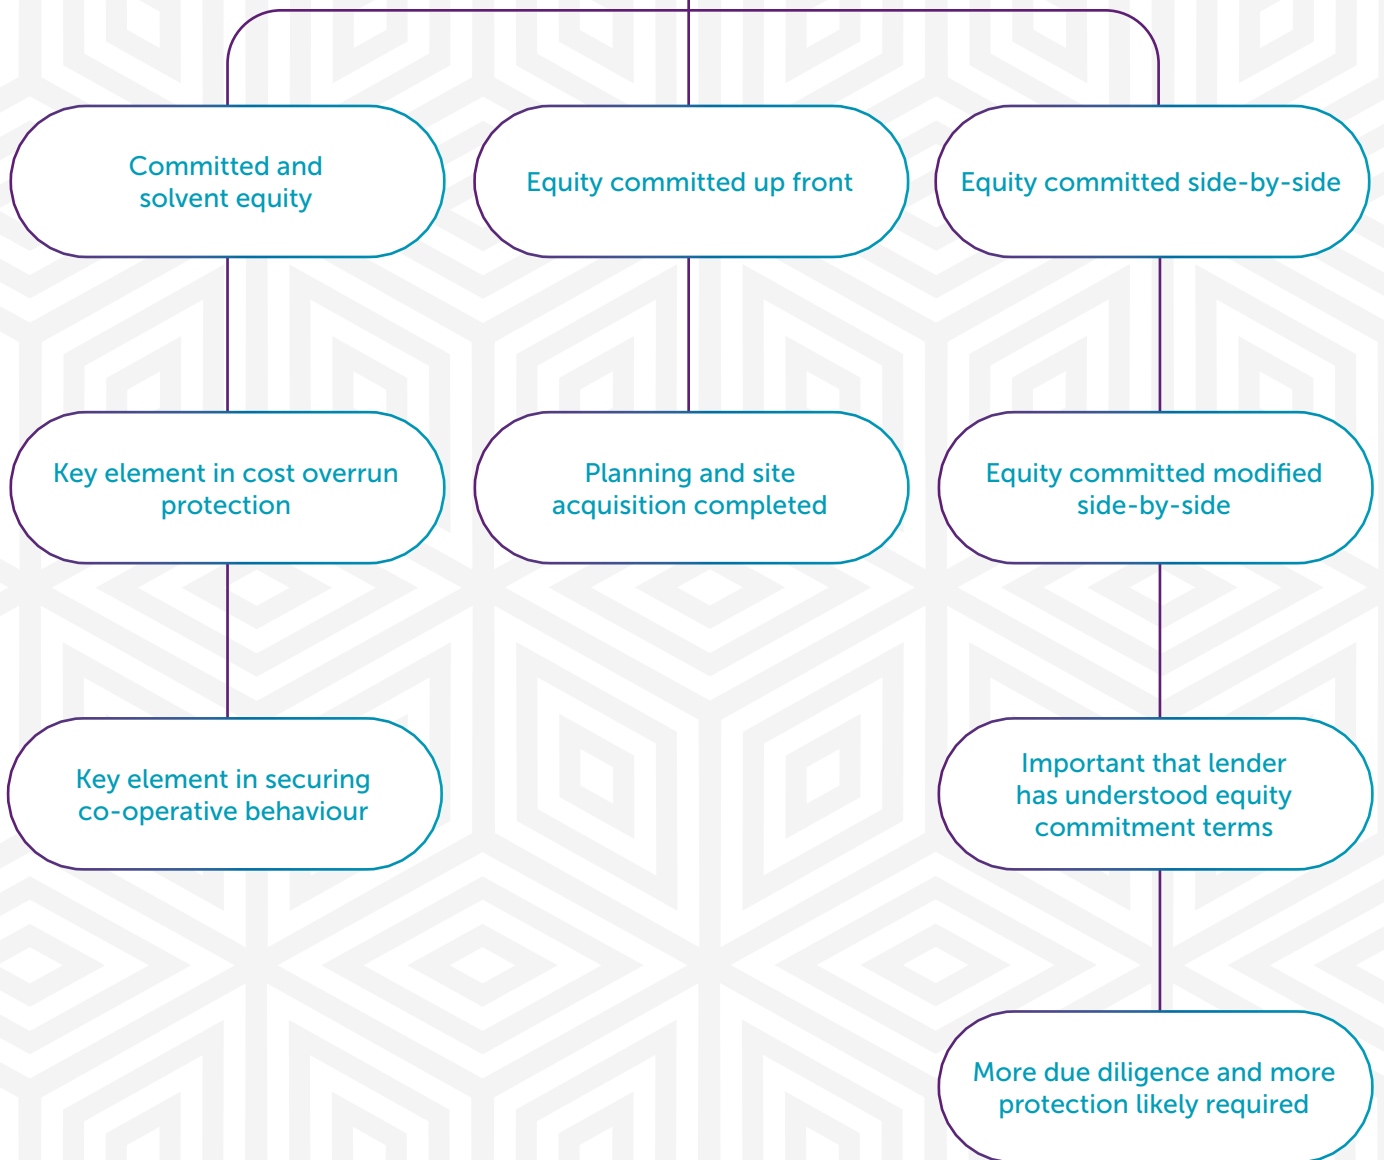 Committed and
solvent equity
Equity committed up front
Equity committed side-by-side
Key element in cost overrun
protection
Planning and site
acquisition completed
Equity committed modified
side-by-side
Key element in securing
co-operative behaviour
Important that lender
has understood equity
commitment terms
More due diligence and more
protection likely required